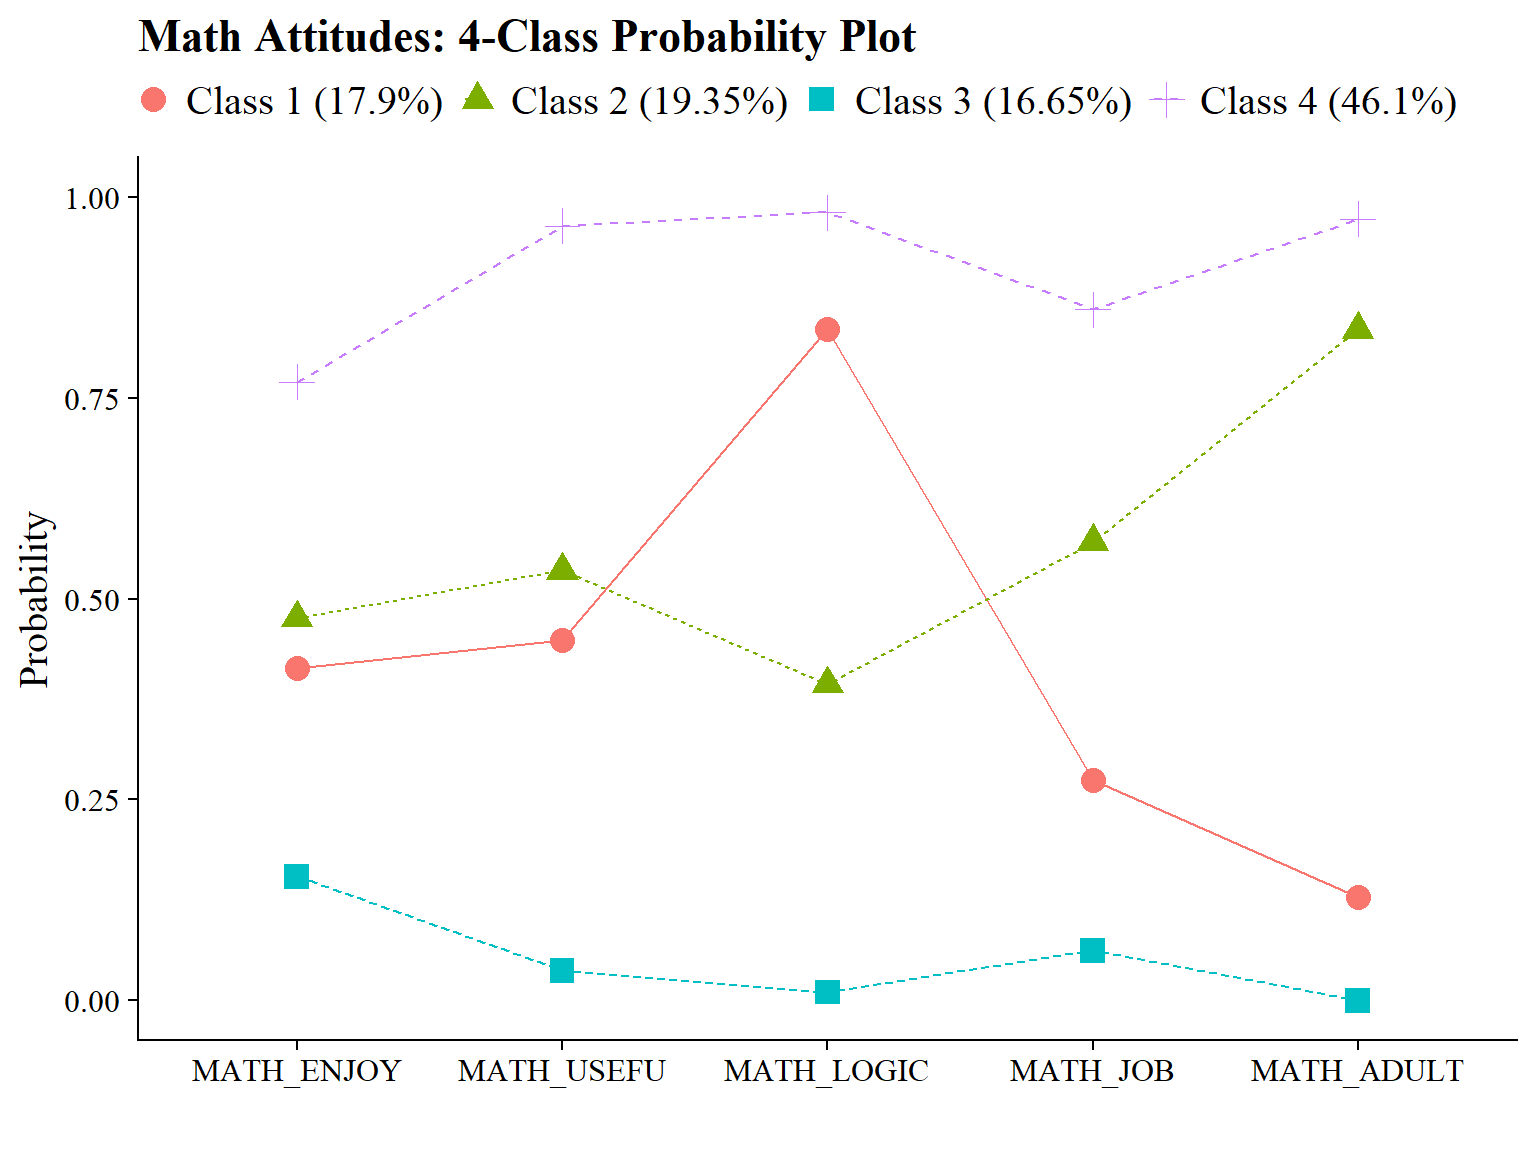 Math Attitudes: 4-Class Probability Plot
Class 1 (17.9%) Class 2 (19.35%) Class 3 (16.65%) Class 4 (46.1%)
1.00
0.75
0.50
0.25
0.00
Probability
MATH_ENJOY MATH_USEFU MATH_LOGIC MATH_JOB MATH_ADULT